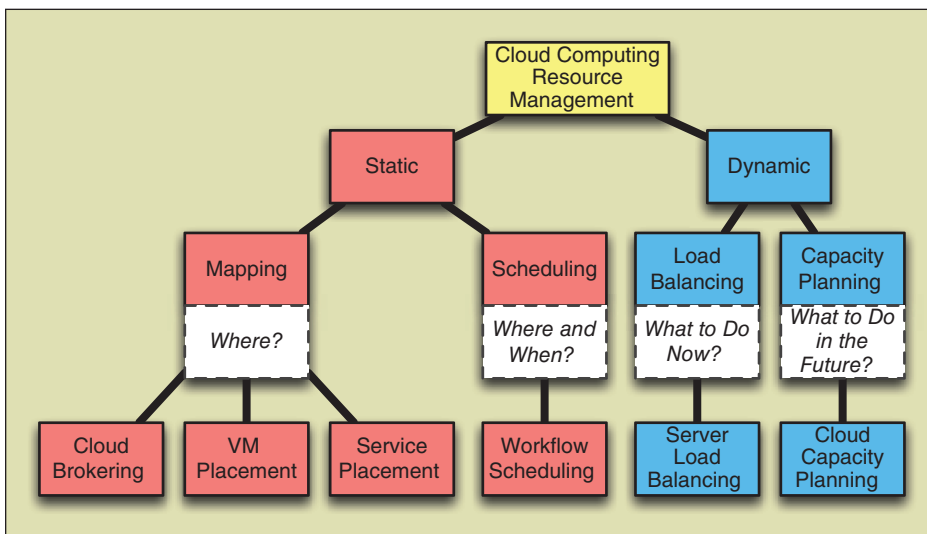 Cloud Computing
Resource
Management
Static
Dynamic
Mapping
Where?
Scheduling
Where and
When?
Load
Balancing
What to Do
Now?
Capacity
Planning
What to Do
in the
Future?
Cloud
Brokering
VM
Placement
Service
Placement
Workflow
Scheduling
Server
Load
Balancing
Cloud
Capacity
Planning